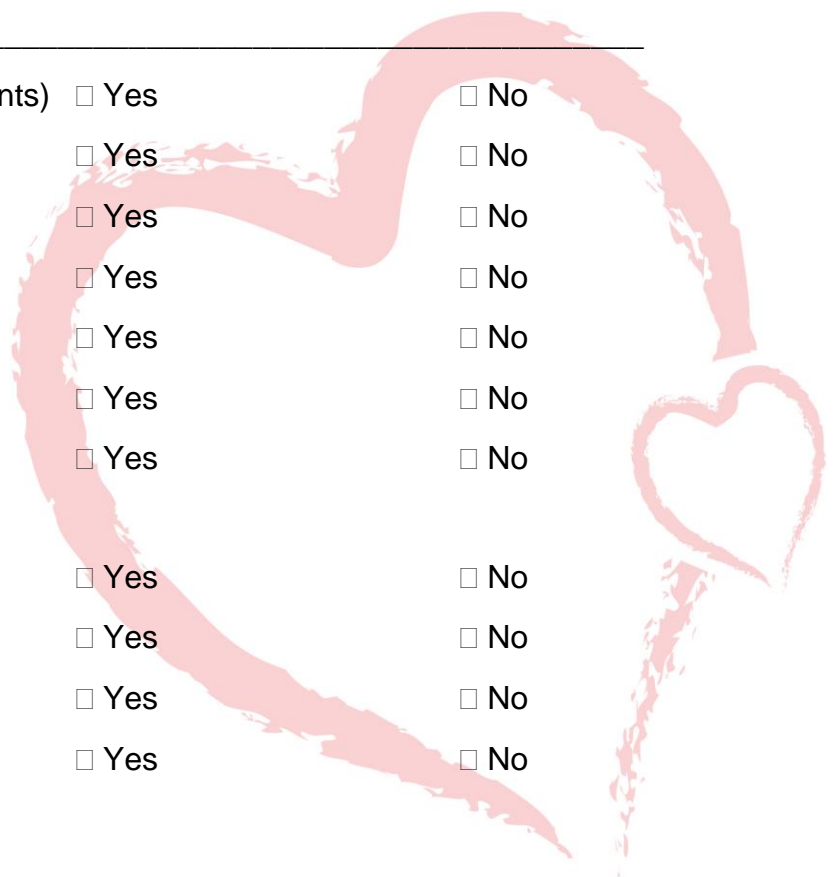 nts) □ Yes □ No
□ Yes □ No
□ Yes □ No
□ Yes □ No
□ Yes □ No
□ Yes □ No
□ Yes □ No
□ Yes □ No
□ Yes □ No
□ Yes □ No
□ Yes □ No